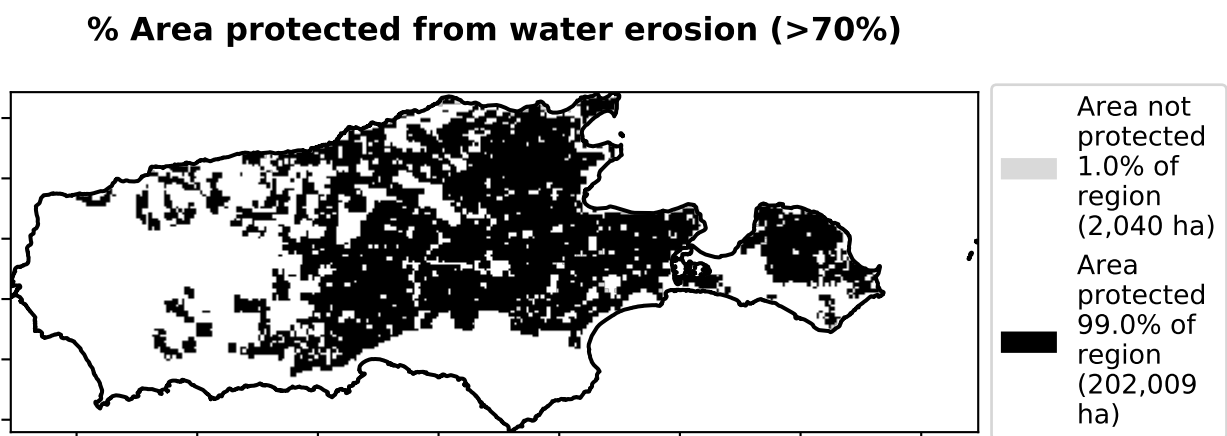 % Area protected from water erosion (>70%)
Area not
protected
1.0% of
region
(2,040 ha)
Area
protected
99.0% of
region
(202,009
ha)